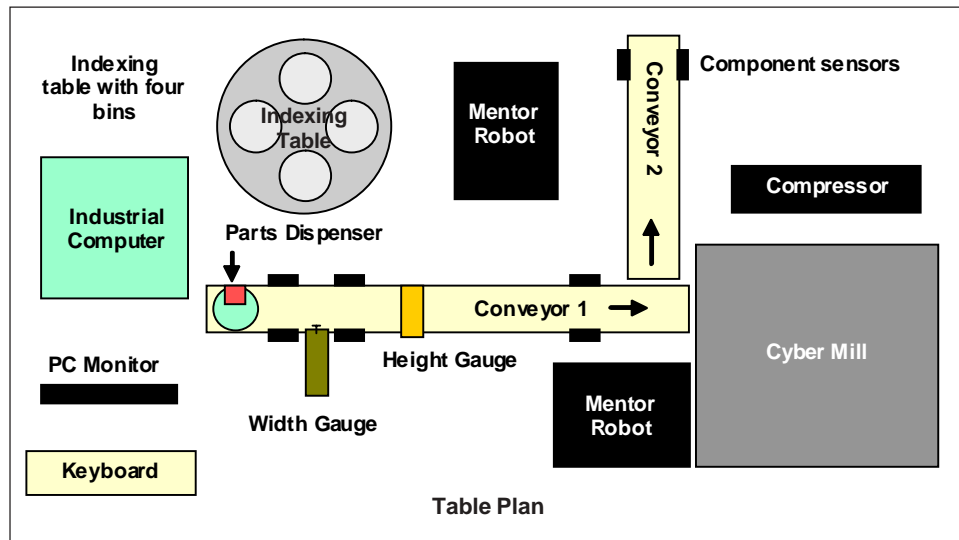 Indexing
table with four
bins
Indexing
Table
Mentor
Robot
Conveyor 2
Component sensors
Compressor
Industrial
Computer
Parts Dispenser
Conveyor 1
Height Gauge
Cyber Mill
PC Monitor
Width Gauge
Mentor
Robot
Keyboard
Table Plan